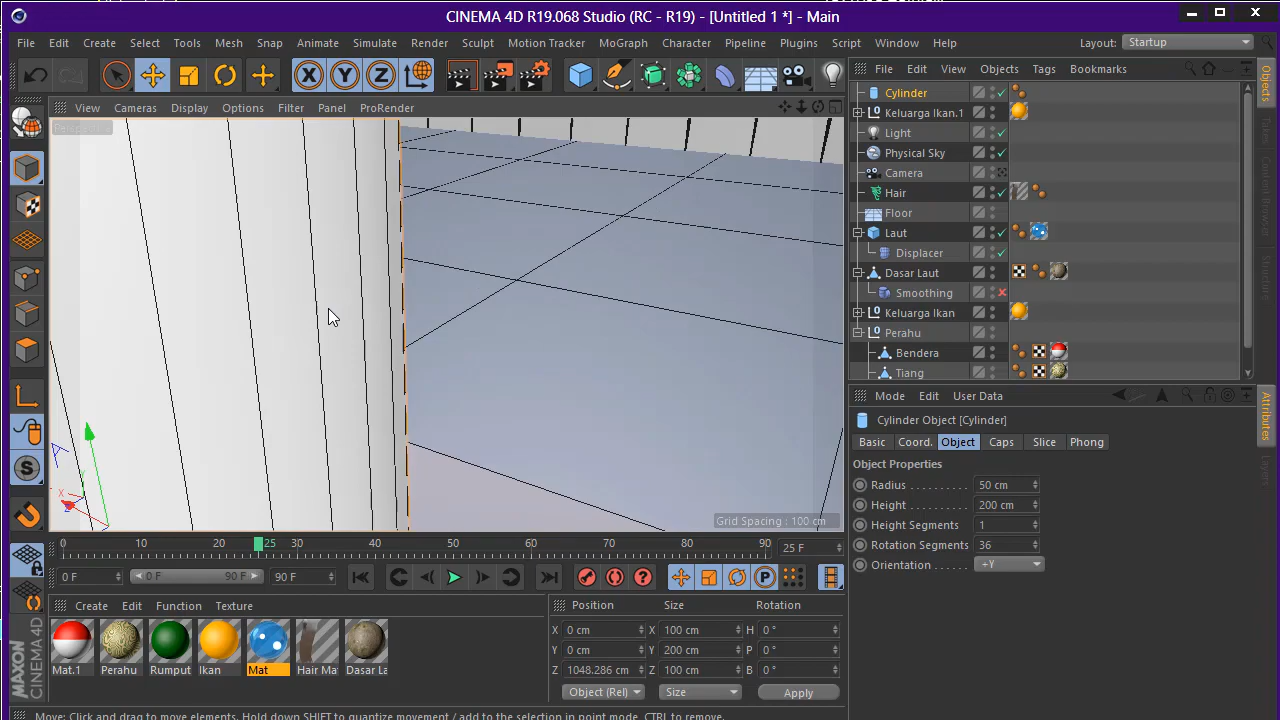 CINEMA 4D R19.068 Studio (RC - R19) - [Untitled 1 *] - Main
File Edit Create Select Tools Mesh Snap Animate Simulate Render Sculpt Motion Tracker MoGraph Character Pipeline Plugins Script Window Help Layout: Startup
File Edit View Objects Tags Bookmarks
View Cameras Display Options Filter Panel ProRender
Cylinder
Keluarga Ikan.1
Light
Physical Sky
Camera
Hair
Floor
Laut
Displacer
Dasar Laut
Smoothing
Keluarga Ikan
Perahu
Bendera
Tiang
Objects
Attributes
Layers
Mode Edit User Data
Cylinder Object [Cylinder]
Basic Coord. Object Caps Slice Phong
Object Properties
Radius . . . . . . . . . 50 cm
Height . . . . . . . . . 200 cm
Height Segments 1
Rotation Segments 36
Orientation . . . . . +Y
Grid Spacing : 100 cm
X
Y
Z
X
0 10 20 25 30 40 50 60 70 80 90 25 F
0 F 0 F 90 F 90 F
Create Edit Function Texture
Mat.1 Perahu Rumput Ikan Mat Hair Ma Dasar La
Position Size Rotation
X 0 cm X 100 cm H 0 °
Y 0 cm Y 200 cm P 0 °
Z 1048.286 cm Z 100 cm B 0 °
Object (Rel) Size Apply
MAXON
CINEMA 4D
Move: Click and drag to move elements. Hold down SHIFT to quantize movement / add to the selection in point mode, CTRL to remove.